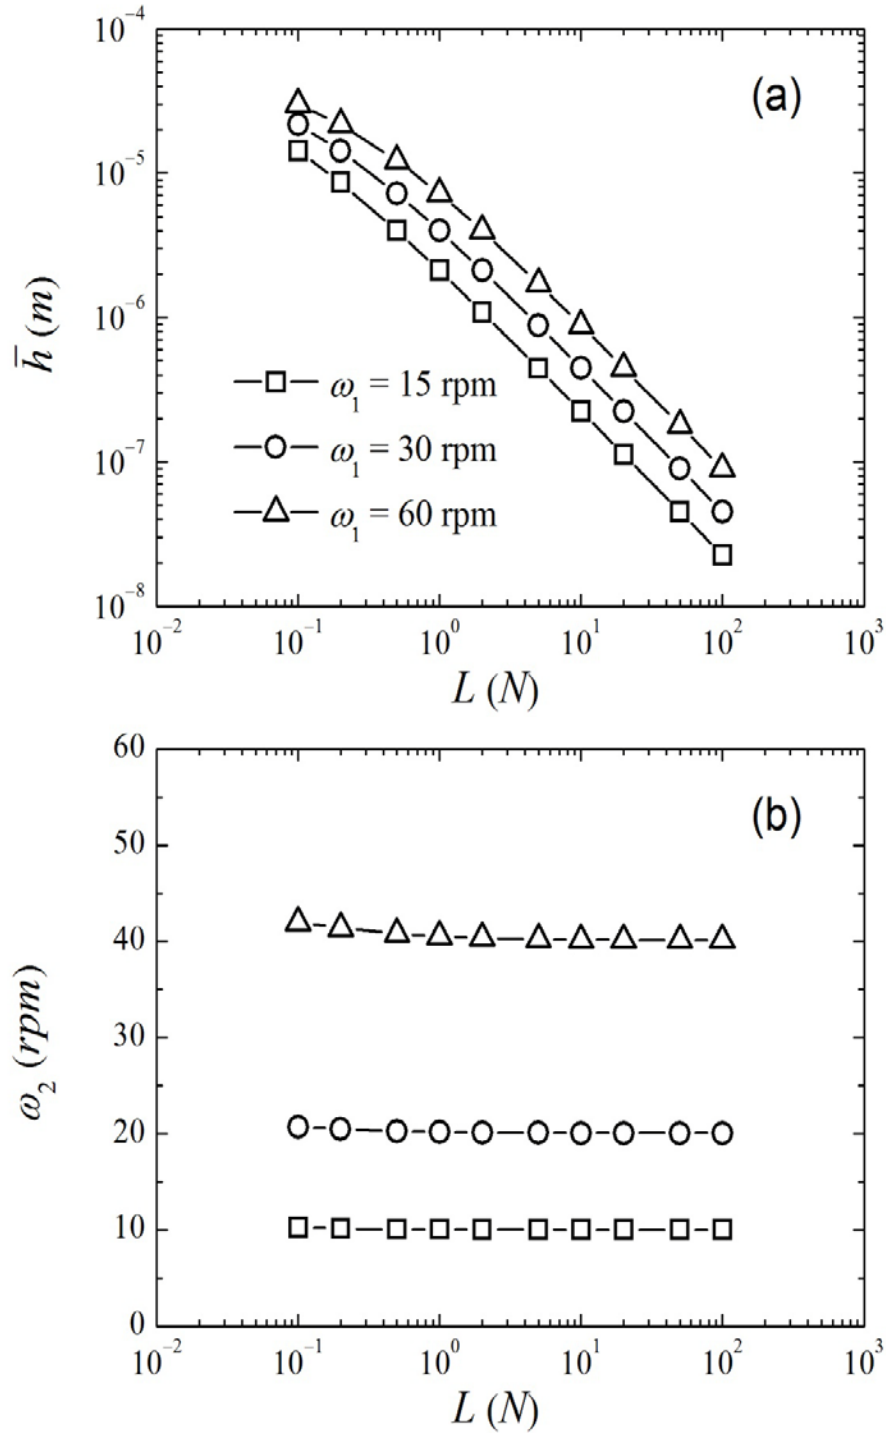 10⁻⁴
(a)
10⁻⁵
10⁻⁶
h̅ (m)
ω₁ = 15 rpm
ω₁ = 30 rpm
10⁻⁷
ω₁ = 60 rpm
10⁻⁸
10⁻² 10⁻¹ 10⁰ 10¹ 10² 10³
L (N)
60
(b)
50
40
30
ω₂ (rpm)
20
10
0
10⁻² 10⁻¹ 10⁰ 10¹ 10² 10³
L (N)